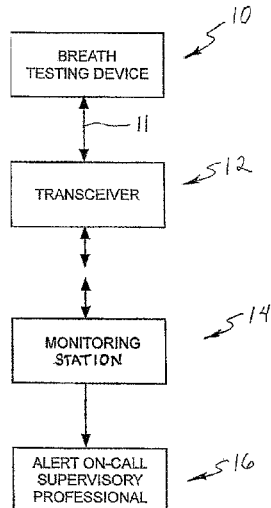 10
BREATH
TESTING DEVICE
11
12
TRANSCEIVER
14
MONITORING
STATION
16
ALERT ON-CALL
SUPERVISORY
PROFESSIONAL